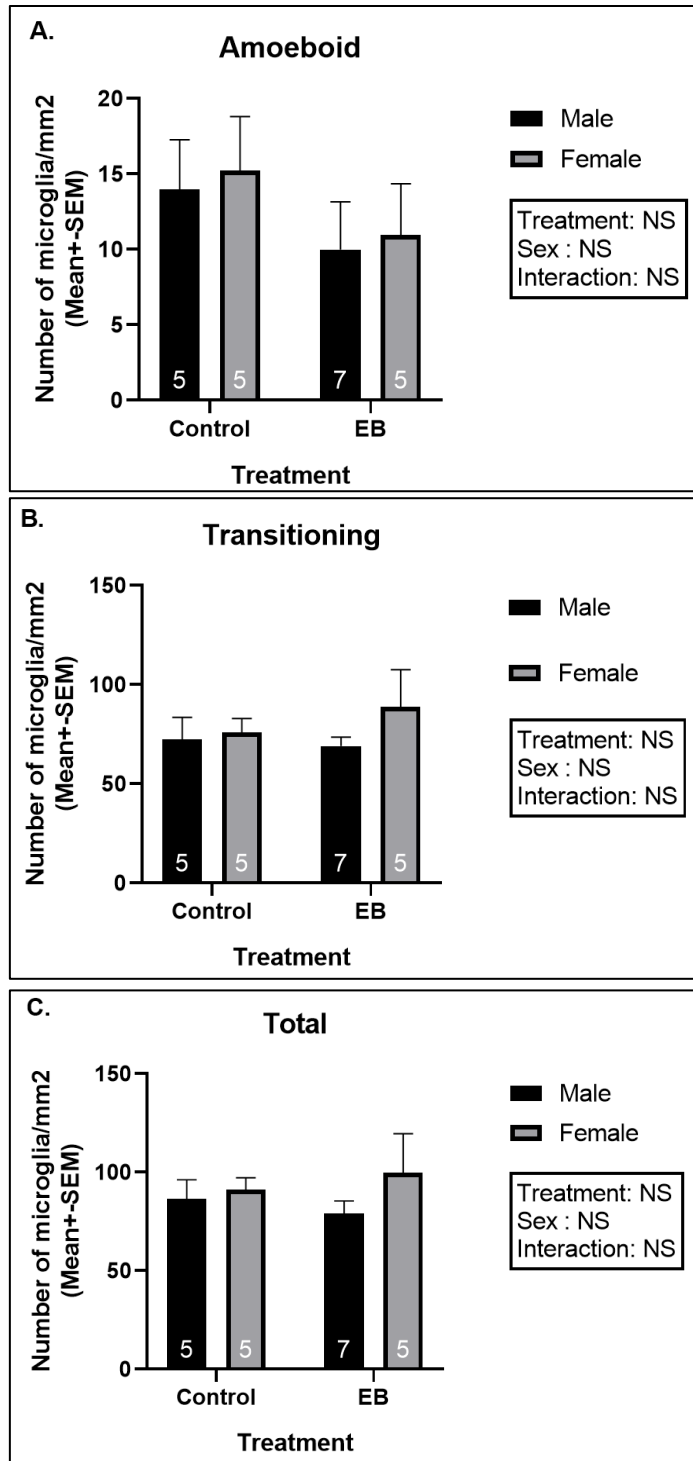 A.
Amoeboid
Number of microglia/mm2
(Mean+-SEM)
20
15
10
5
0
5
5
7
5
Control
EB
Treatment
Male
Female
Treatment: NS
Sex : NS
Interaction: NS
B.
Transitioning
Number of microglia/mm2
(Mean+-SEM)
150
100
50
0
5
5
7
5
Control
EB
Treatment
Male
Female
Treatment: NS
Sex : NS
Interaction: NS
C.
Total
Number of microglia/mm2
(Mean+-SEM)
150
100
50
0
5
5
7
5
Control
EB
Treatment
Male
Female
Treatment: NS
Sex : NS
Interaction: NS